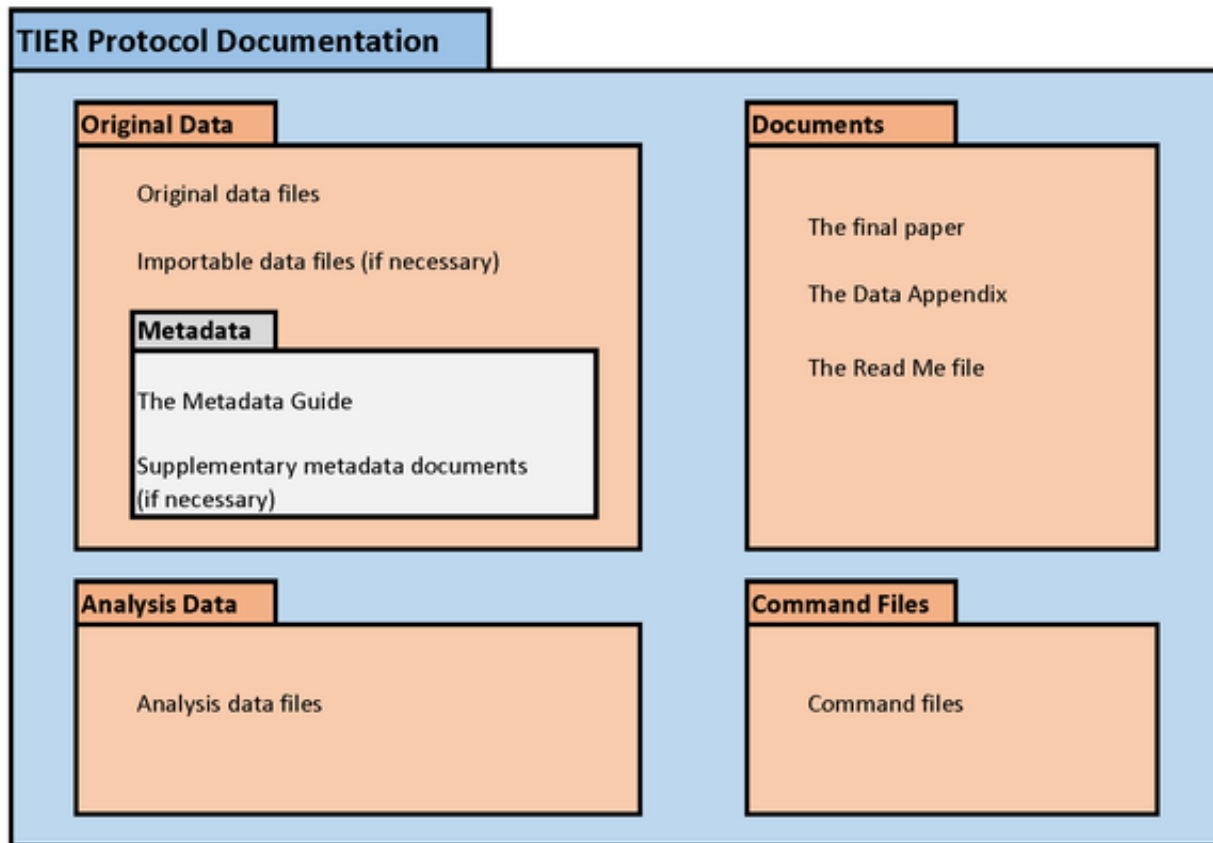 TIER Protocol Documentation
Original Data
Original data files
Importable data files (if necessary)
Metadata
The Metadata Guide
Supplementary metadata documents
(if necessary)
Documents
The final paper
The Data Appendix
The Read Me file
Analysis Data
Analysis data files
Command Files
Command files